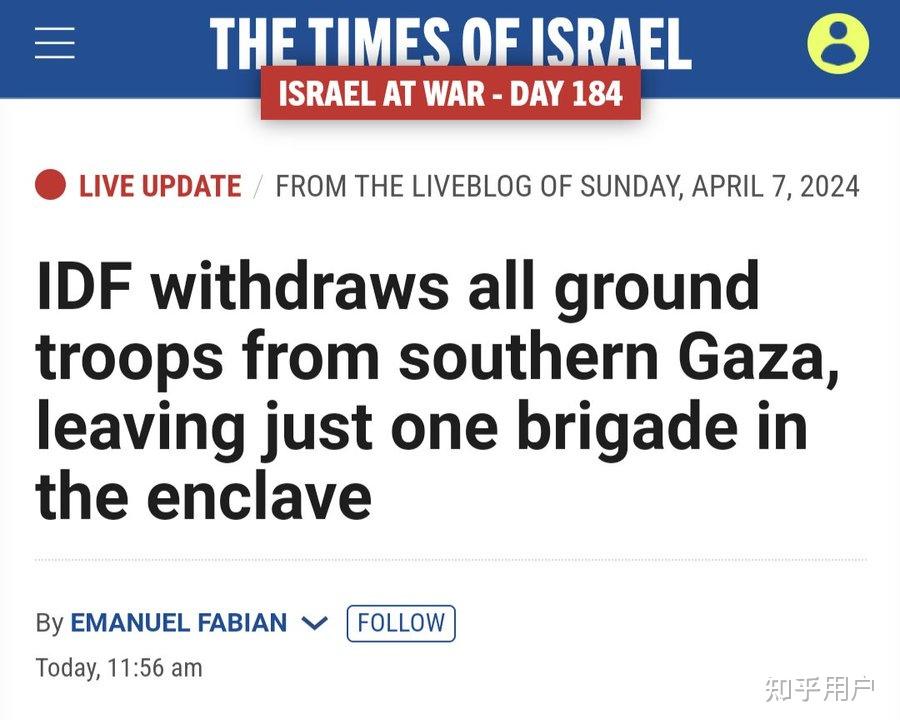 THE TIMES OF ISRAEL
ISRAEL AT WAR - DAY 184
LIVE UPDATE / FROM THE LIVEBLOG OF SUNDAY, APRIL 7, 2024
IDF withdraws all ground
troops from southern Gaza,
leaving just one brigade in
the enclave
By EMANUEL FABIAN FOLLOW
Today, 11:56 am
知乎用户